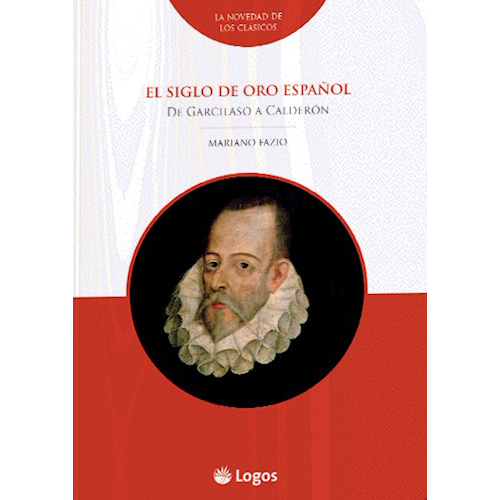 LA NOVEDAD DE
LOS CLÁSICOS
EL SIGLO DE ORO ESPAÑOL
DE GARCILASO A CALDERÓN
MARIANO FAZIO
Logos